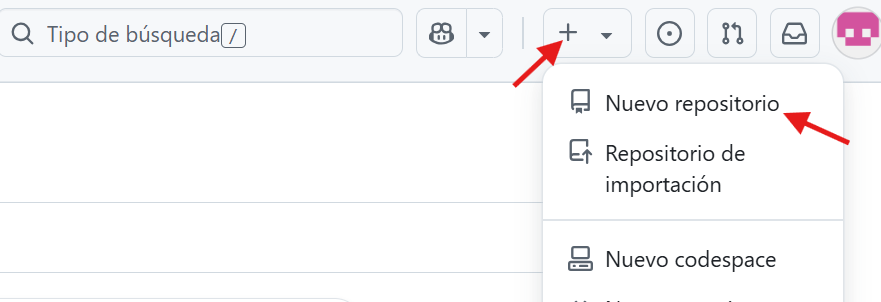 Tipo de búsqueda /
Nuevo repositorio
Repositorio de
importación
Nuevo codespace